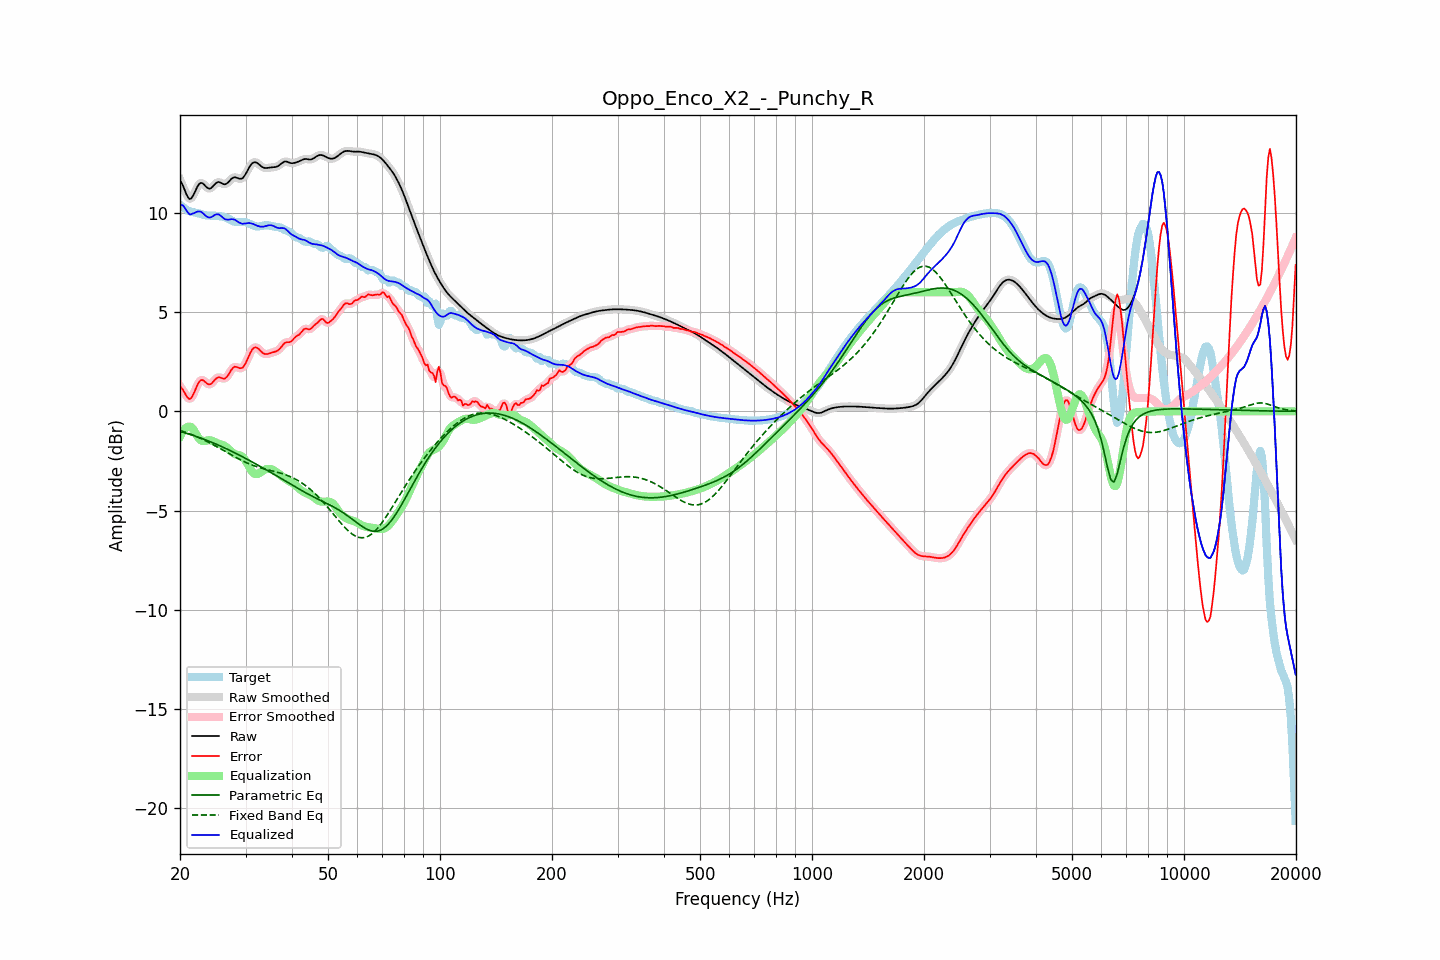 Oppo_Enco_X2_-_Punchy_R
Amplitude (dBr)
10
5
0
−5
−10
−15
−20
Target
Raw Smoothed
Error Smoothed
Raw
Error
Equalization
Parametric Eq
Fixed Band Eq
Equalized
20 50 100 200 500 1000 2000 5000 10000 20000
Frequency (Hz)